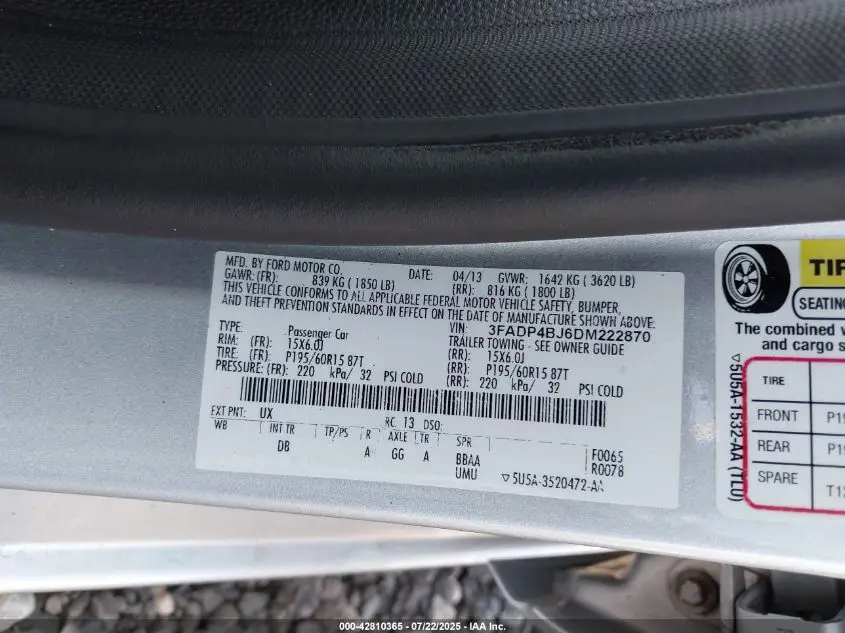 MFD. BY FORD MOTOR CO.
DATE: 04/13 GVWR: 1642 KG ( 3620 LB)
GAWR: (FR): 839 KG ( 1850 LB) (RR): 816 KG ( 1800 LB)
THIS VEHICLE CONFORMS TO ALL APPLICABLE FEDERAL MOTOR VEHICLE SAFETY, BUMPER,
AND THEFT PREVENTION STANDARDS IN EFFECT ON THE DATE OF MANUFACTURE SHOWN ABOVE.
VIN: 3FADP4BJ6DM222870
TYPE: Passenger Car TRAILER TOWING - SEE OWNER GUIDE
RIM: (FR): 15X6.0J (RR): 15X6.0J
TIRE: (FR): P195/60R15 87T (RR): P195/60R15 87T
PRESSURE: (FR): 220 kPa/ 32 PSI COLD (RR): 220 kPa/ 32 PSI COLD
EXT PNT: UX RC: 13 DSO:
WB INT TR TP/PS R AXLE TR SPR
DB A GG A BBAA
UMU
F0065
R0078
▽5U5A-3520472-AA
TIR
SEATING
The combined
and cargo s
▽5U5A-1532-AA (TLU)
TIRE
FRONT P19
REAR P19
SPARE T12
000-42810365 - 07/22/2025 - IAA Inc.